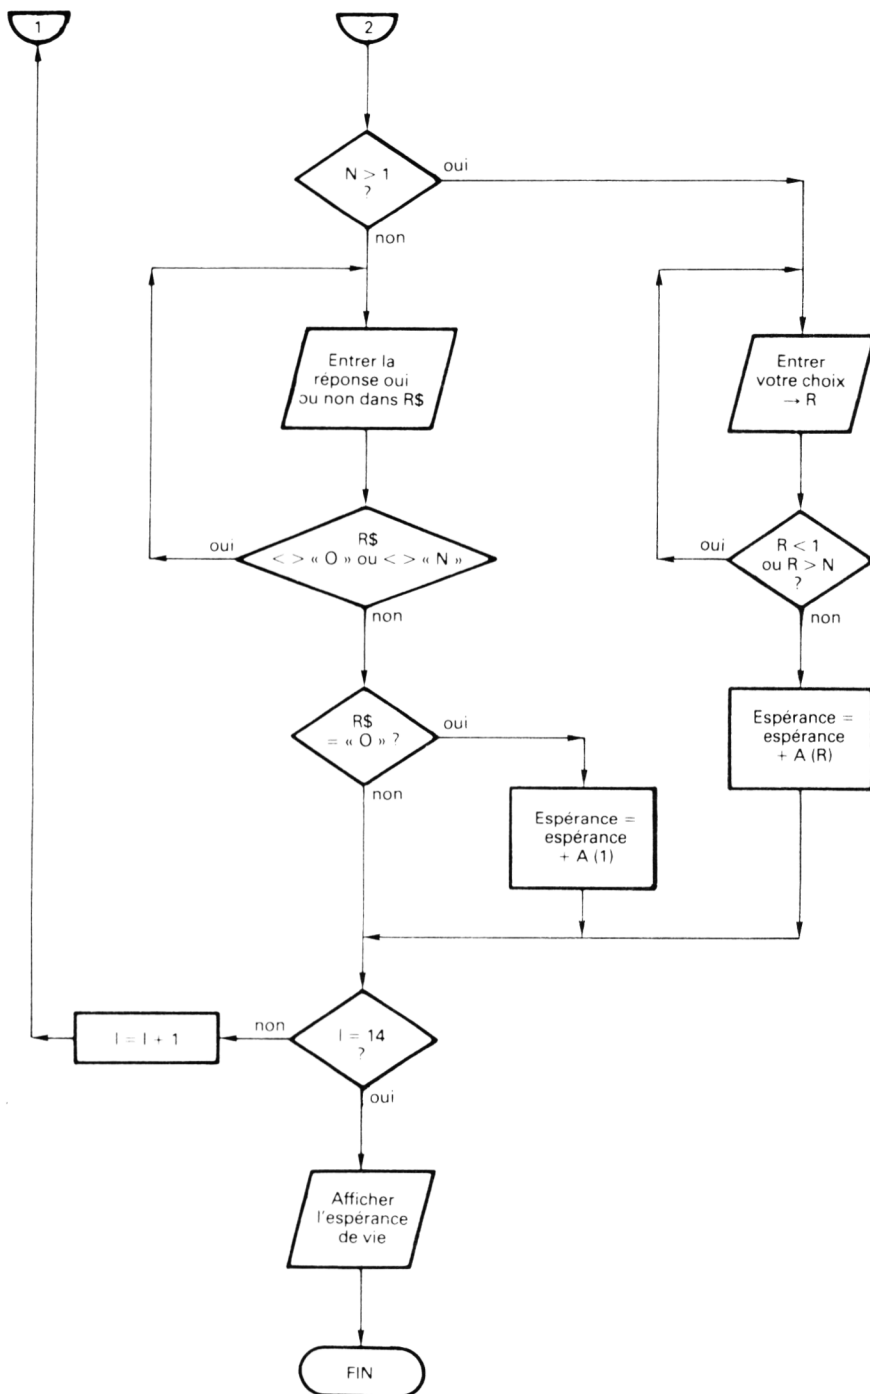 1
2
N > 1
?
oui
non
Entrer la
réponse oui
ou non dans R$
Entrer
votre choix
→ R
R$
< > « O » ou < > « N »
oui
non
R < 1
ou R > N
?
oui
non
R$
= « O » ?
oui
non
Espérance =
espérance
+ A (R)
Espérance =
espérance
+ A (1)
I = 14
?
non
oui
I = I + 1
Afficher
l'espérance
de vie
FIN